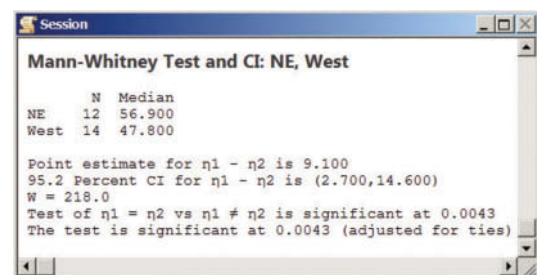 Session
Mann-Whitney Test and CI: NE, West
N Median
NE 12 56.900
West 14 47.800
Point estimate for η1 - η2 is 9.100
95.2 Percent CI for η1 - η2 is (2.700,14.600)
W = 218.0
Test of η1 = η2 vs η1 ≠ η2 is significant at 0.0043
The test is significant at 0.0043 (adjusted for ties)